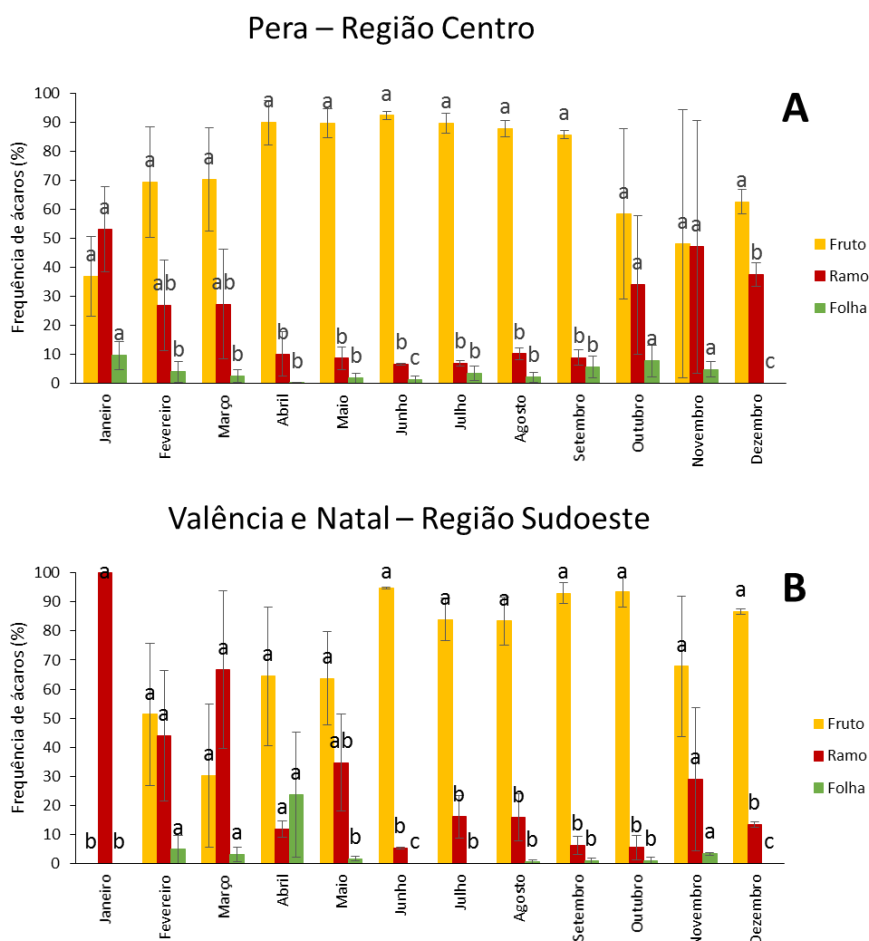 Pera – Região Centro
A
Frequência de ácaros (%)
100
90
80
70
60
50
40
30
20
10
0
a a a
a ab b
a ab b
a b b
a b b
a b c
a b b
a b b
a b b
a a a
a a a
a b c
Janeiro
Fevereiro
Março
Abril
Maio
Junho
Julho
Agosto
Setembro
Outubro
Novembro
Dezembro
Fruto
Ramo
Folha
Valência e Natal – Região Sudoeste
B
Frequência de ácaros (%)
100
90
80
70
60
50
40
30
20
10
0
b a b
a a a
a a a
a a a
a ab b
a b c
a b b
a b b
a b b
a b b
a a a
a b c
Janeiro
Fevereiro
Março
Abril
Maio
Junho
Julho
Agosto
Setembro
Outubro
Novembro
Dezembro
Fruto
Ramo
Folha